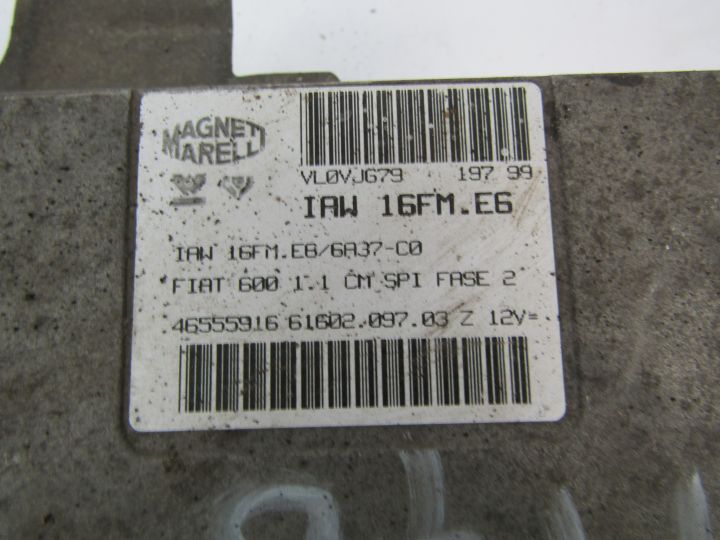 MAGNETI
MARELLI
VL0VJG79 197 99
IAW 16FM.E6
IAW 16FM.E6/6A37-C0
FIAT 600 1.1 CM SPI FASE 2
46555916 61602.097.03 Z 12V=